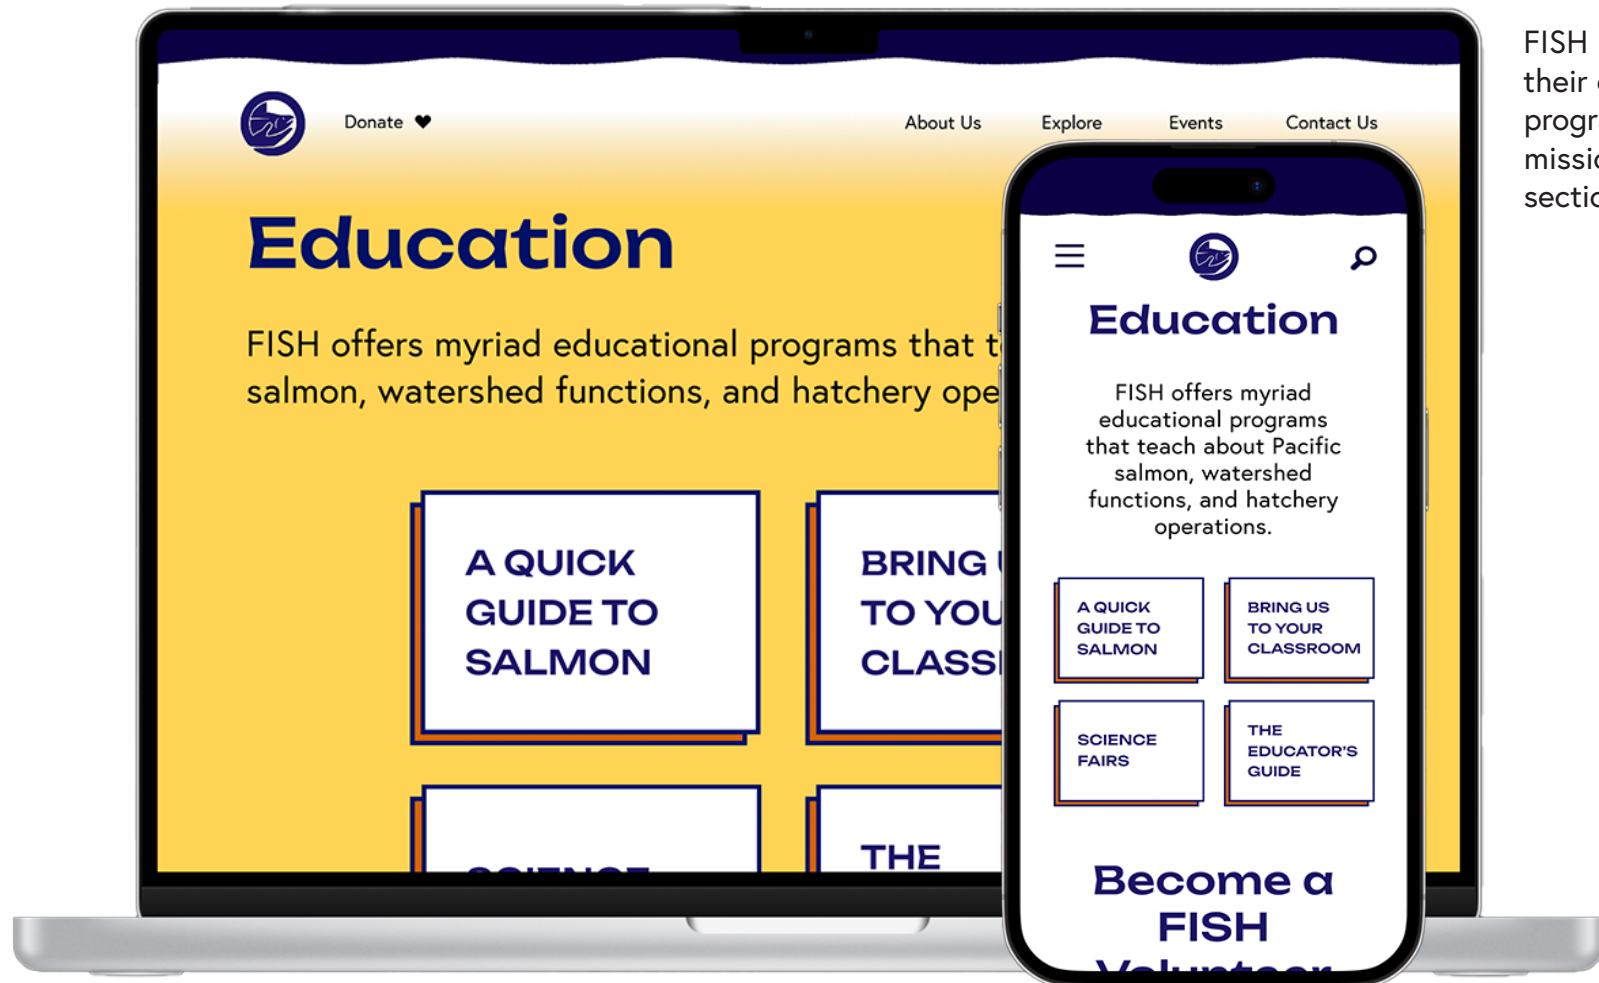 Donate
About Us
Explore
Events
Contact Us
Education
FISH offers myriad educational programs that
salmon, watershed functions, and hatchery
A QUICK
GUIDE TO
SALMON
BRING
TO
SCIENCE
THE
Education
FISH offers myriad
educational programs
that teach about Pacific
salmon, watershed
functions, and hatchery
operations.
A QUICK
GUIDE TO
SALMON
BRING US
TO YOUR
CLASSROOM
SCIENCE
FAIRS
THE
EDUCATOR'S
GUIDE
Become a
FISH
Volunteer
FISH
their